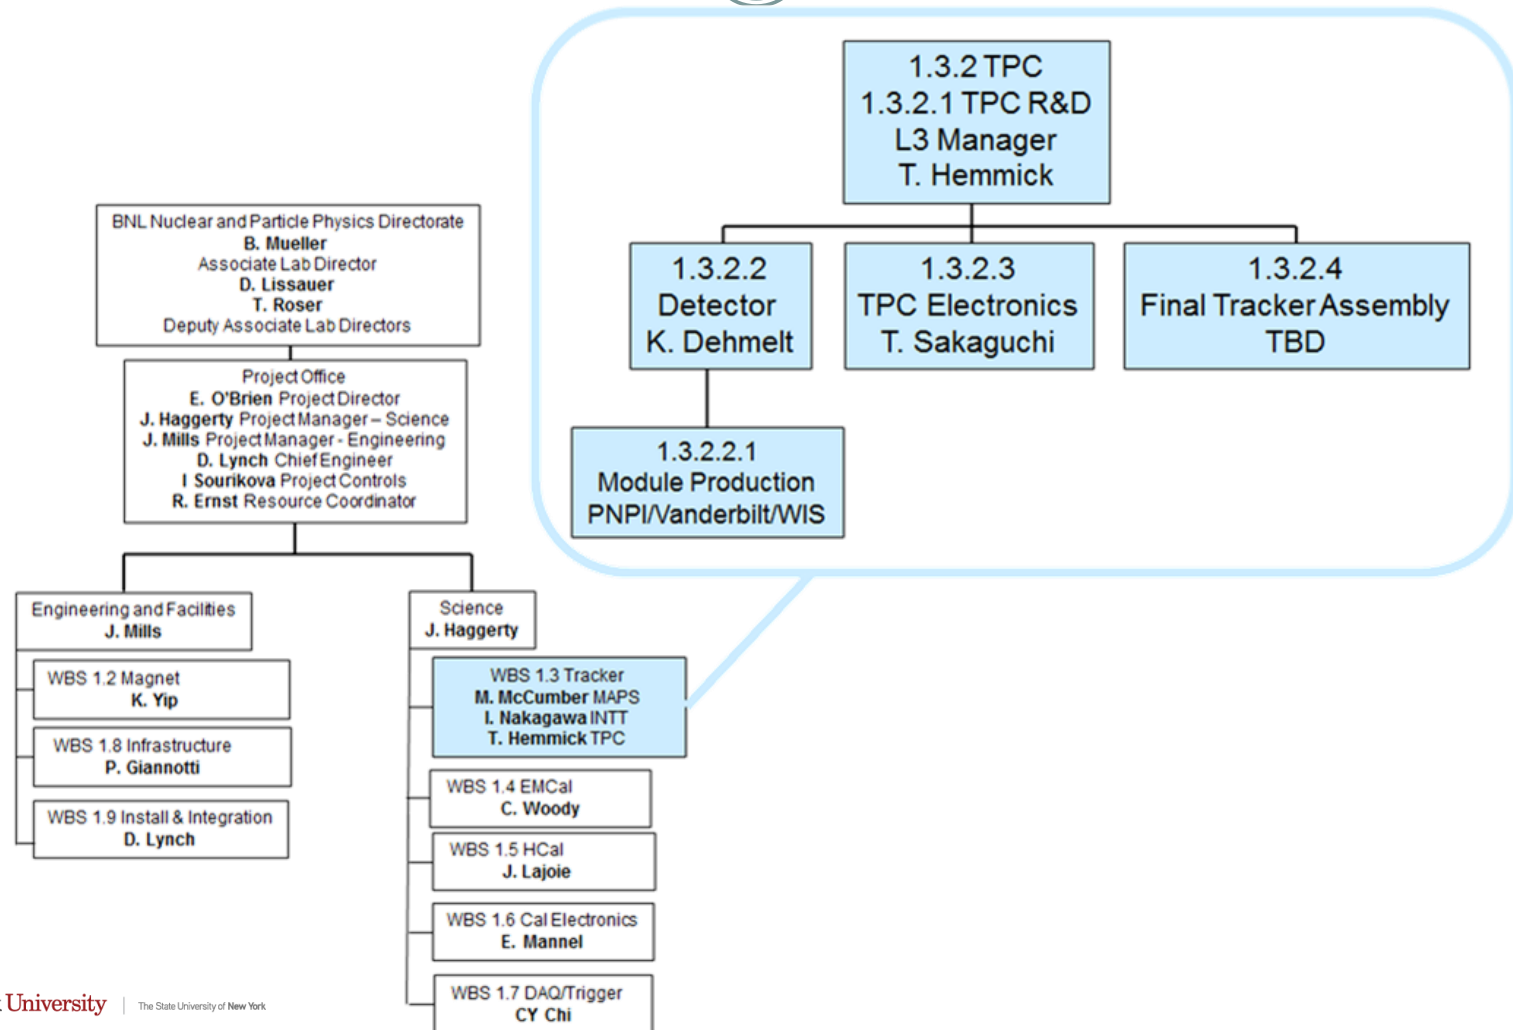 1.3.2 TPC
1.3.2.1 TPC R&D
L3 Manager
T. Hemmick
1.3.2.2
Detector
K. Dehmelt
1.3.2.3
TPC Electronics
T. Sakaguchi
1.3.2.4
Final Tracker Assembly
TBD
1.3.2.2.1
Module Production
PNPI/Vanderbilt/WIS
BNL Nuclear and Particle Physics Directorate
B. Mueller
Associate Lab Director
D. Lissauer
T. Roser
Deputy Associate Lab Directors
Project Office
E. O'Brien Project Director
J. Haggerty Project Manager – Science
J. Mills Project Manager - Engineering
D. Lynch Chief Engineer
I Sourikova Project Controls
R. Ernst Resource Coordinator
Engineering and Facilities
J. Mills
WBS 1.2 Magnet
K. Yip
WBS 1.8 Infrastructure
P. Giannotti
WBS 1.9 Install & Integration
D. Lynch
Science
J. Haggerty
WBS 1.3 Tracker
M. McCumber MAPS
I. Nakagawa INTT
T. Hemmick TPC
WBS 1.4 EMCal
C. Woody
WBS 1.5 HCal
J. Lajoie
WBS 1.6 Cal Electronics
E. Mannel
WBS 1.7 DAQ/Trigger
CY Chi
University
The State University of New York